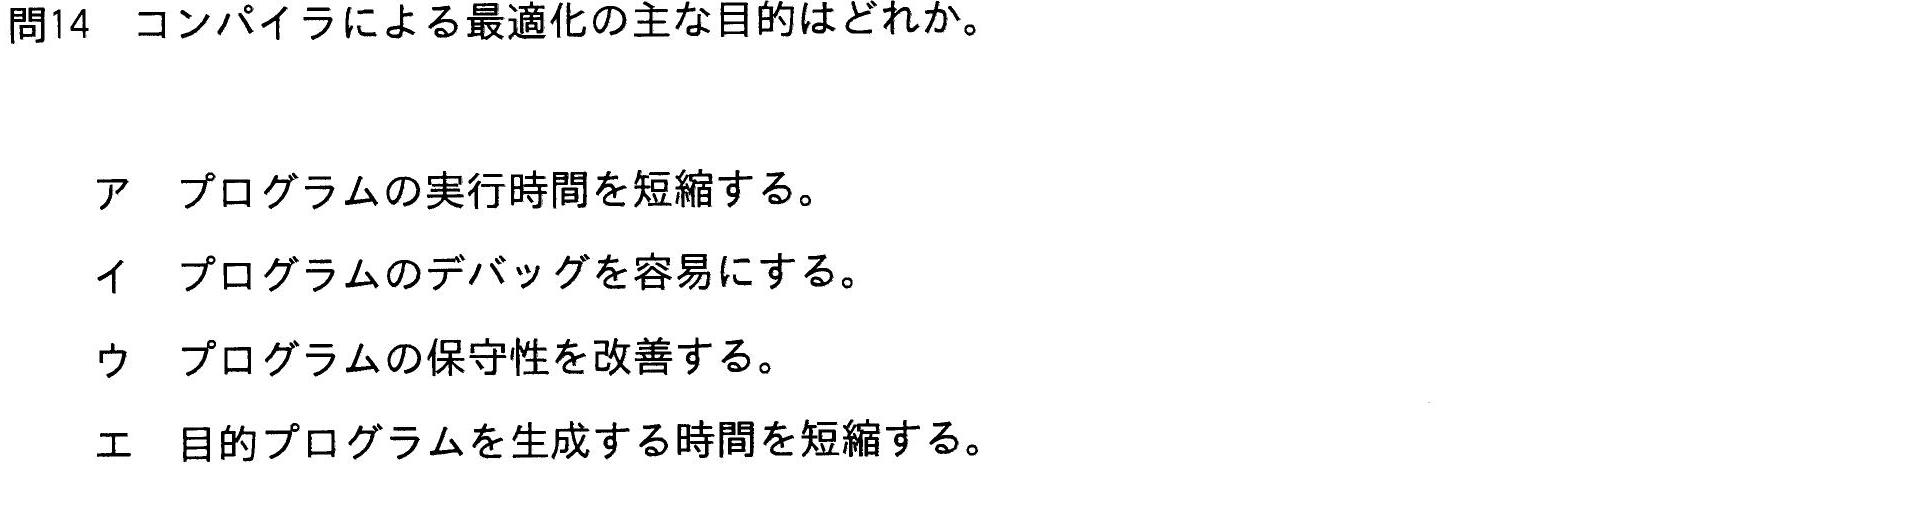 問14　コンパイラによる最適化の主な目的はどれか。
ア　プログラムの実行時間を短縮する。
イ　プログラムのデバッグを容易にする。
ウ　プログラムの保守性を改善する。
エ　目的プログラムを生成する時間を短縮する。